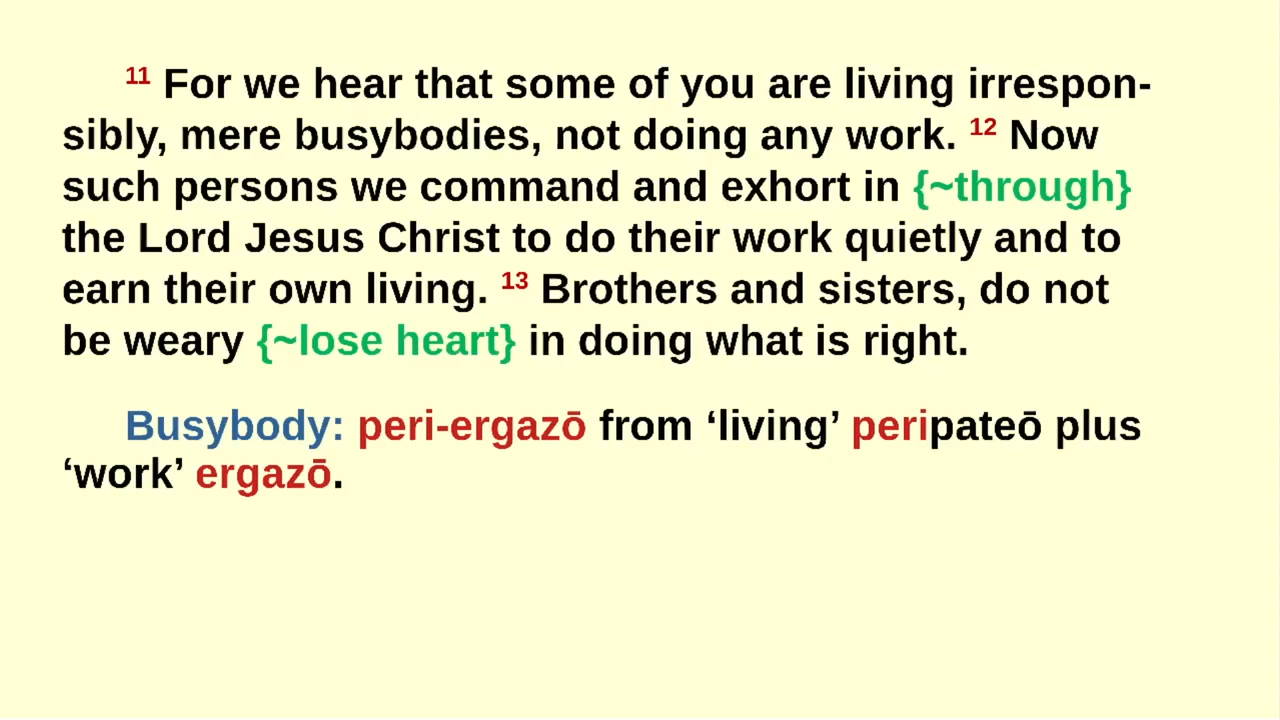 11 For we hear that some of you are living irrespon-
sibly, mere busybodies, not doing any work. 12 Now
such persons we command and exhort in {~through}
the Lord Jesus Christ to do their work quietly and to
earn their own living. 13 Brothers and sisters, do not
be weary {~lose heart} in doing what is right.
Busybody: peri-ergazō from ‘living’ peripateō plus
‘work’ ergazō.